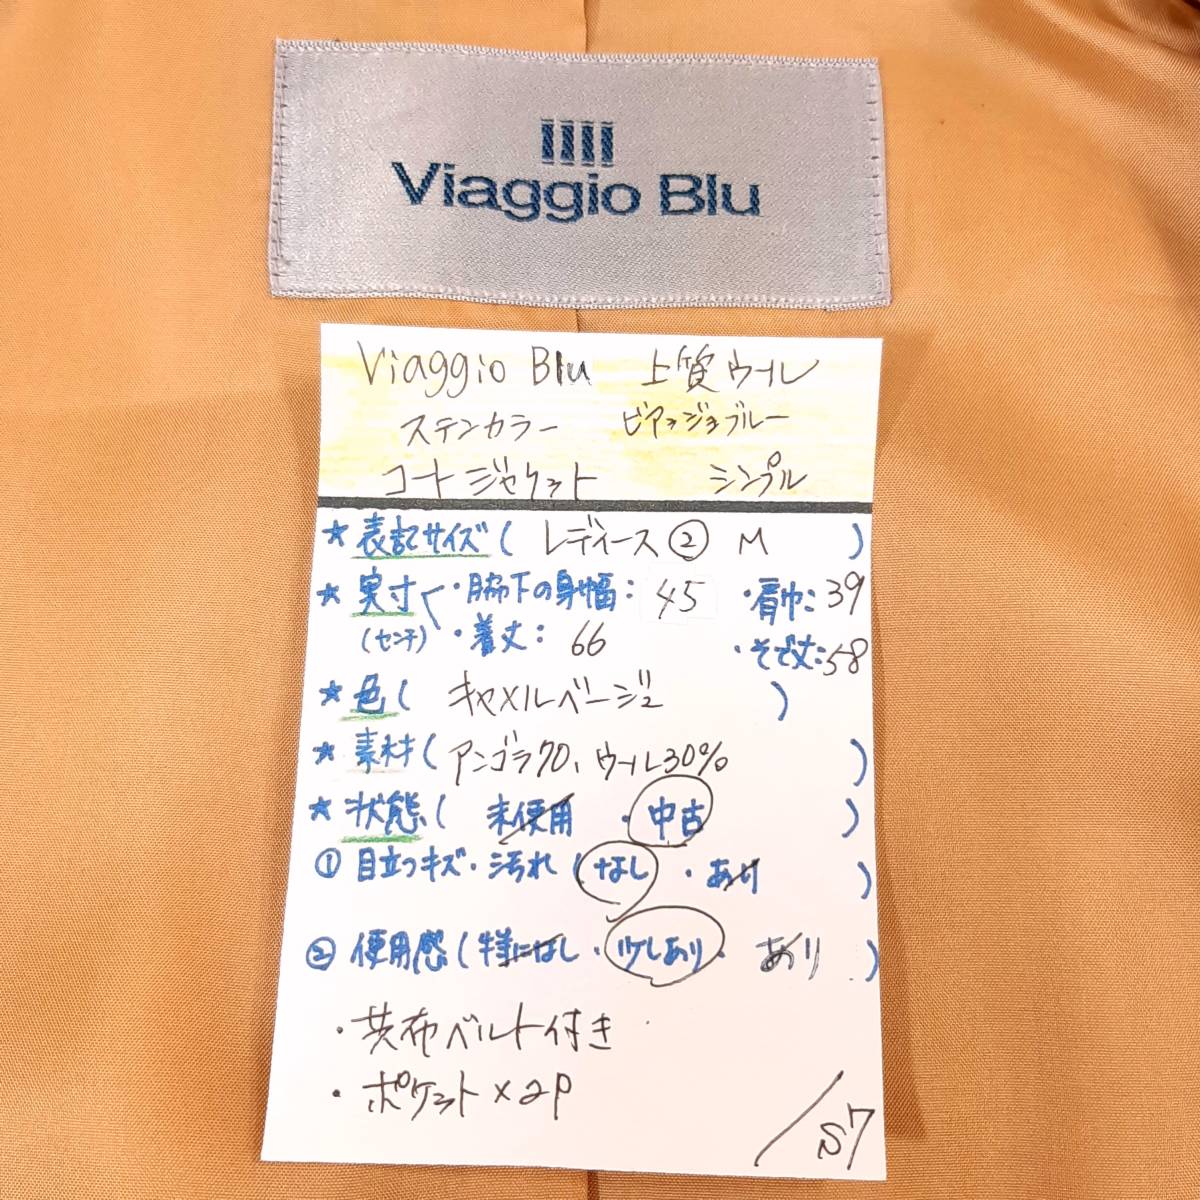 Viaggio Blu
Viaggio Blu 上質ウール
ステンカラー ビアッジョブルー
コートジャケット シンプル
★表記サイズ( レディース② M )
★実寸 ・脇下の身幅:45 ・肩巾:39
(センチ) ・着丈:66 ・そで丈:58
★色( キャメルベージュ )
★素材( アンゴラ70、ウール30% )
★状態( 未使用 ・ 中古 )
①目立つキズ・汚れ( なし ・ あり )
②使用感( 特になし ・ 少しあり ・ あり )
・共布ベルト付き
・ポケット×2P
/S7